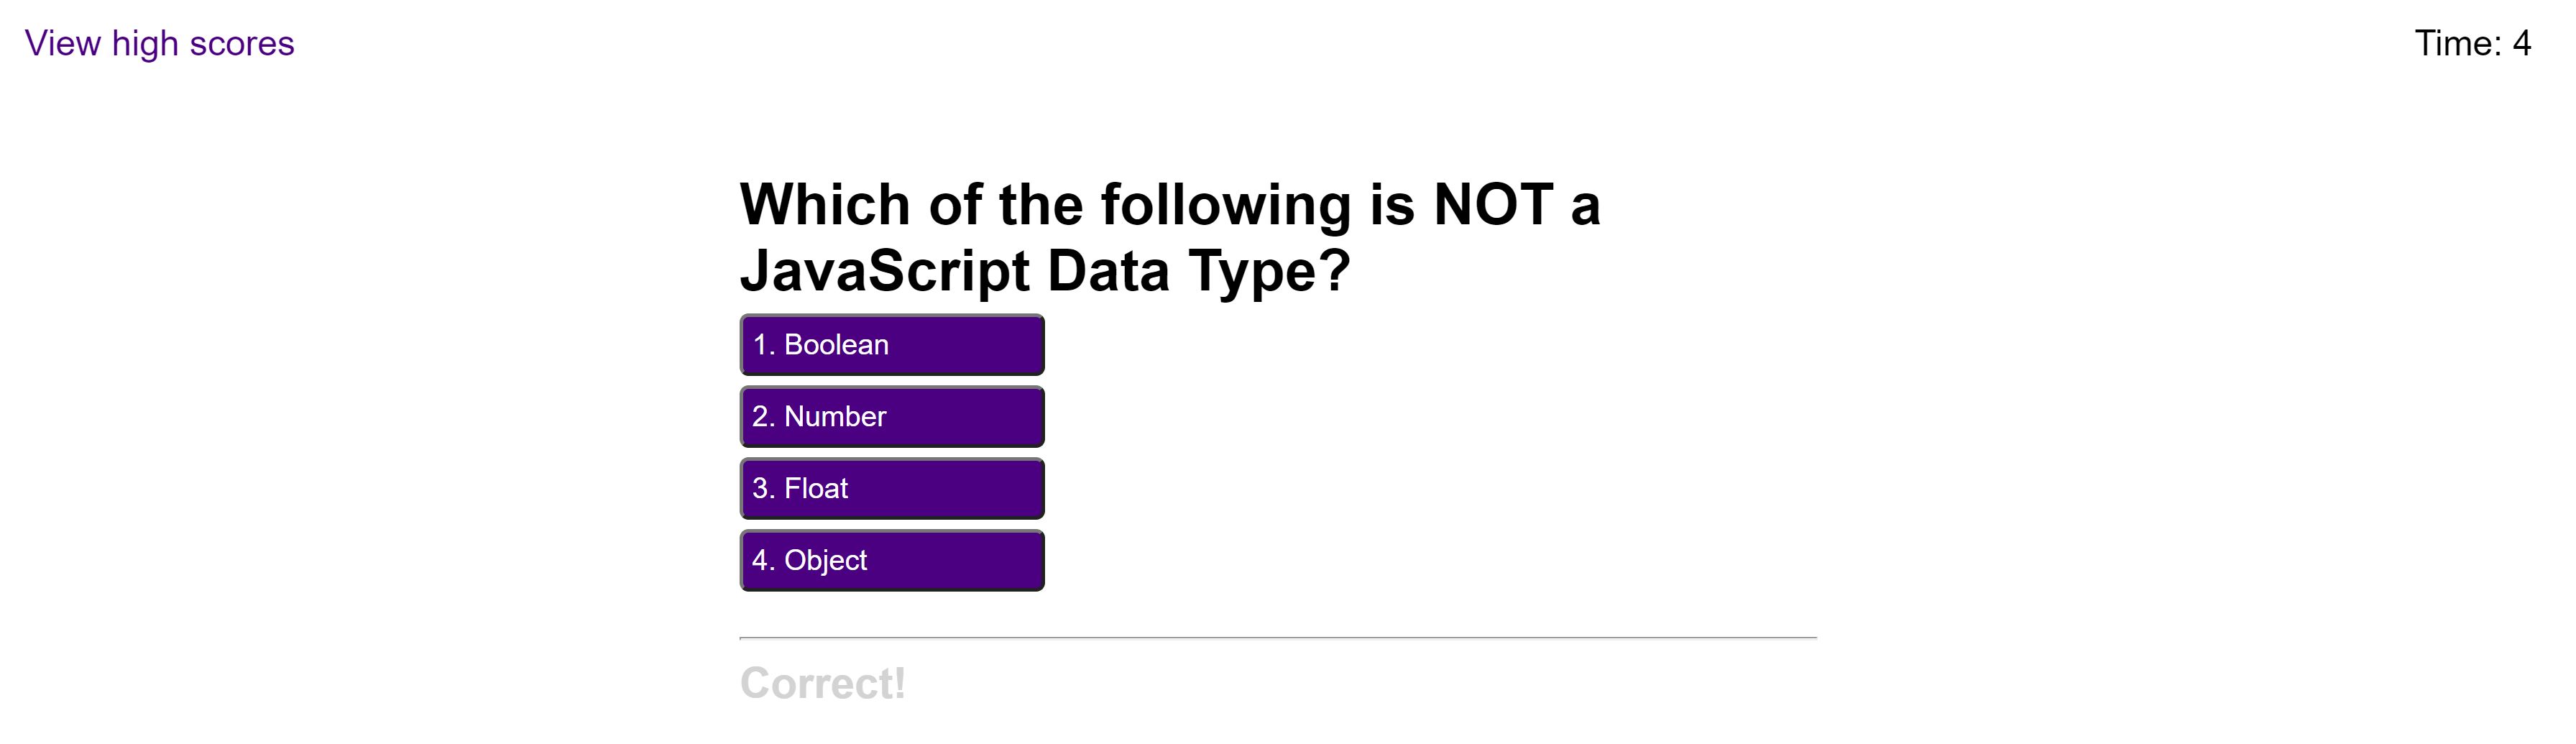 View high scores
Time: 4
Which of the following is NOT a
JavaScript Data Type?
1. Boolean
2. Number
3. Float
4. Object
Correct!